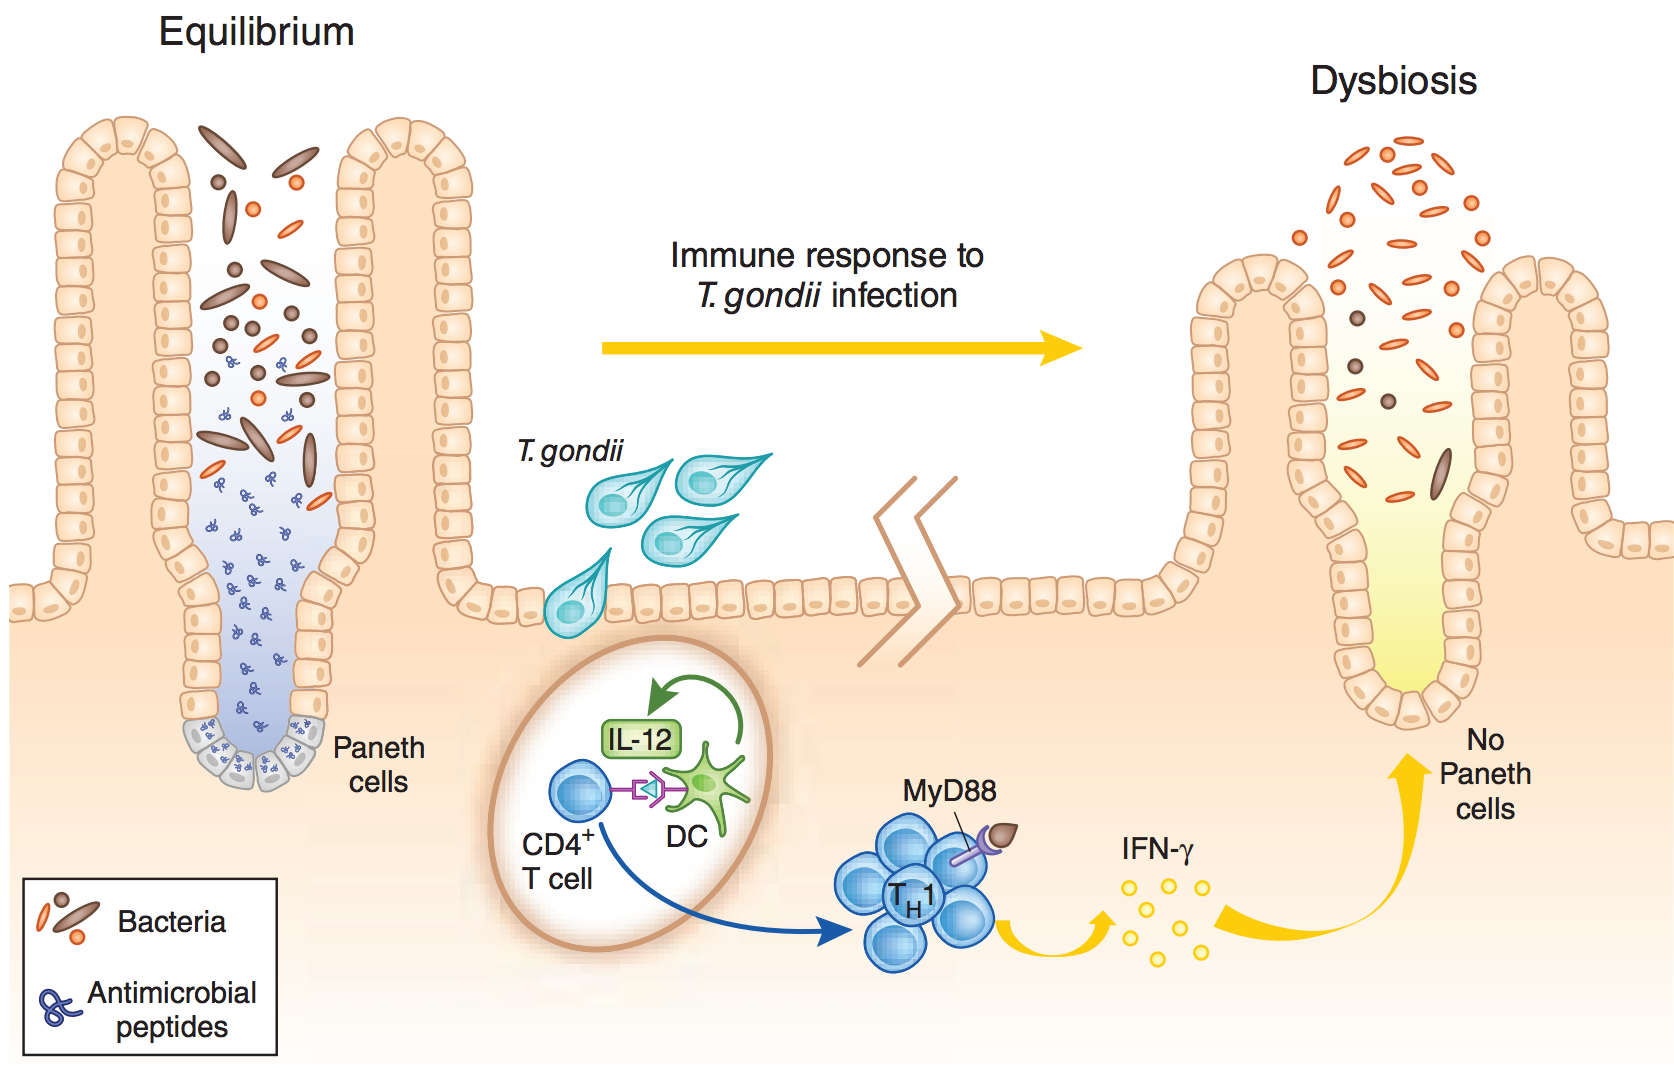 Equilibrium
Dysbiosis
Immune response to
T. gondii infection
T. gondii
IL-12
Paneth
cells
CD4+
T cell
DC
MyD88
TH1
IFN-γ
No
Paneth
cells
Bacteria
Antimicrobial
peptides